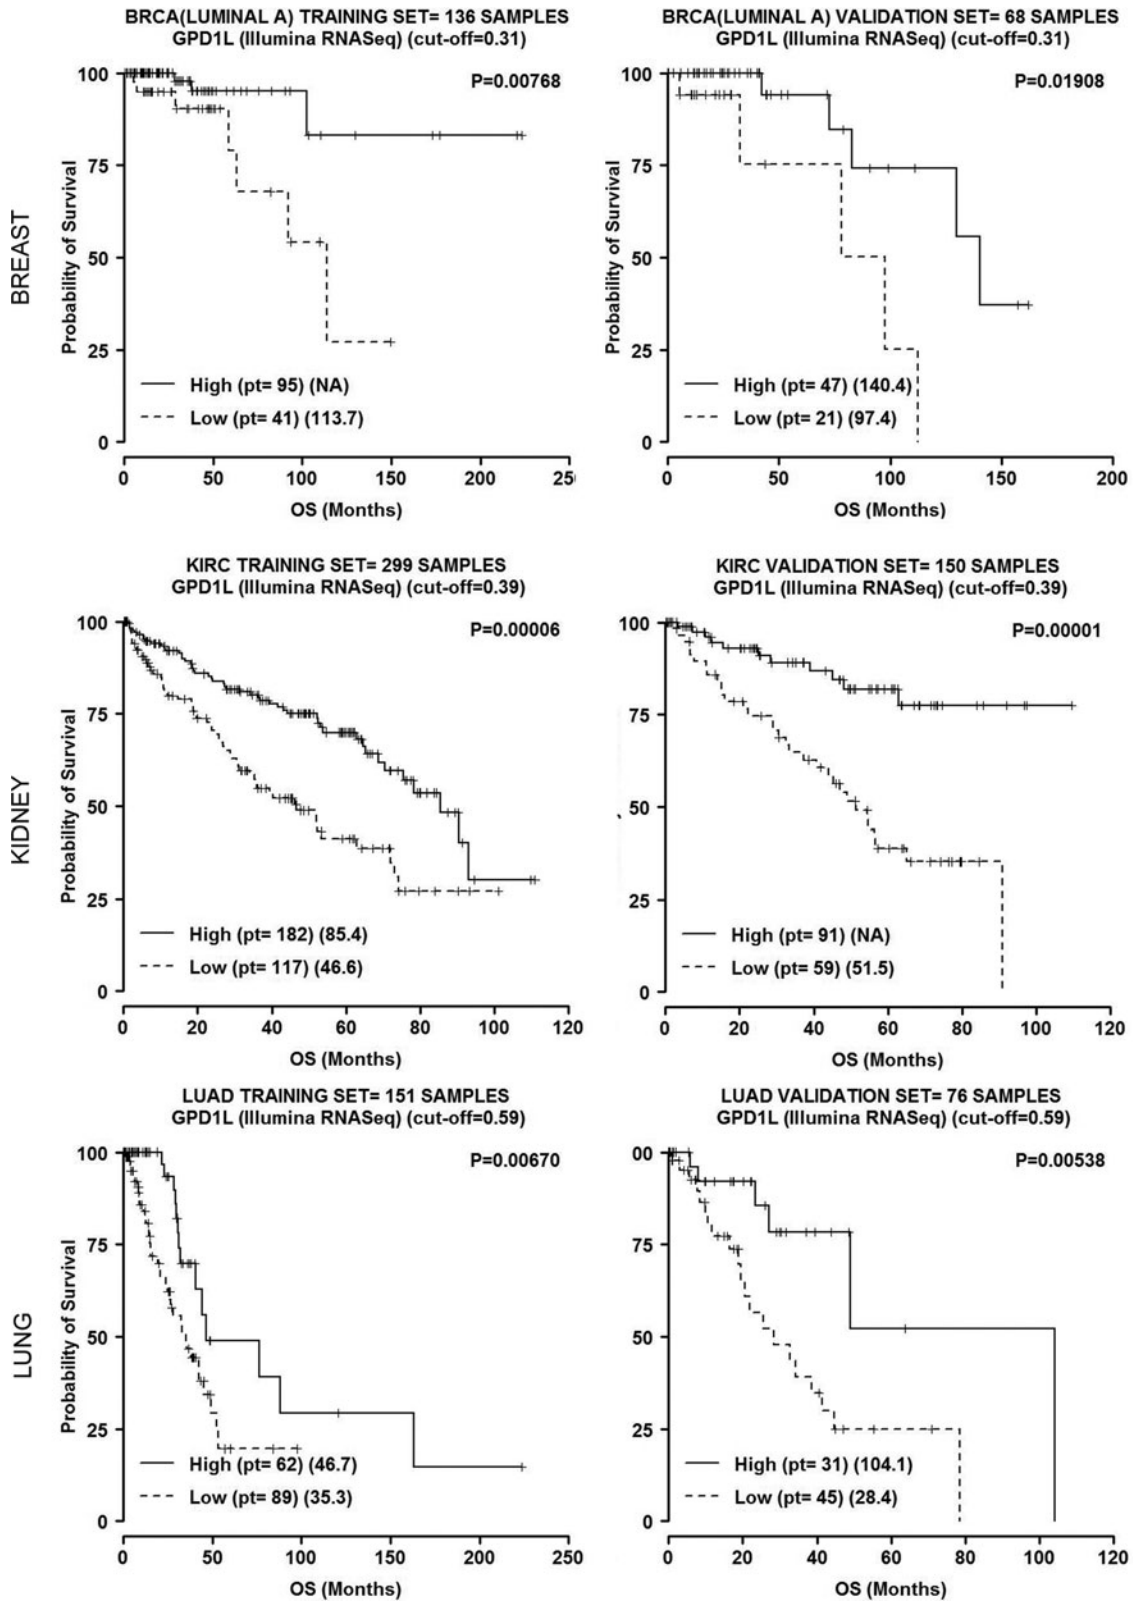 BREAST
BRCA(LUMINAL A) TRAINING SET= 136 SAMPLES
GPD1L (Illumina RNASeq) (cut-off=0.31)
P=0.00768
Probability of Survival
100
75
50
25
0
High (pt= 95) (NA)
Low (pt= 41) (113.7)
0 50 100 150 200 25
OS (Months)
BRCA(LUMINAL A) VALIDATION SET= 68 SAMPLES
GPD1L (Illumina RNASeq) (cut-off=0.31)
P=0.01908
Probability of Survival
100
75
50
25
0
High (pt= 47) (140.4)
Low (pt= 21) (97.4)
0 50 100 150 200
OS (Months)
KIDNEY
KIRC TRAINING SET= 299 SAMPLES
GPD1L (Illumina RNASeq) (cut-off=0.39)
P=0.00006
Probability of Survival
100
75
50
25
0
High (pt= 182) (85.4)
Low (pt= 117) (46.6)
0 20 40 60 80 100 120
OS (Months)
KIRC VALIDATION SET= 150 SAMPLES
GPD1L (Illumina RNASeq) (cut-off=0.39)
P=0.00001
100
75
50
25
0
High (pt= 91) (NA)
Low (pt= 59) (51.5)
0 20 40 60 80 100 120
OS (Months)
LUNG
LUAD TRAINING SET= 151 SAMPLES
GPD1L (Illumina RNASeq) (cut-off=0.59)
P=0.00670
Probability of Survival
100
75
50
25
0
High (pt= 62) (46.7)
Low (pt= 89) (35.3)
0 50 100 150 200 250
OS (Months)
LUAD VALIDATION SET= 76 SAMPLES
GPD1L (Illumina RNASeq) (cut-off=0.59)
P=0.00538
00
75
50
25
0
High (pt= 31) (104.1)
Low (pt= 45) (28.4)
0 20 40 60 80 100 120
OS (Months)